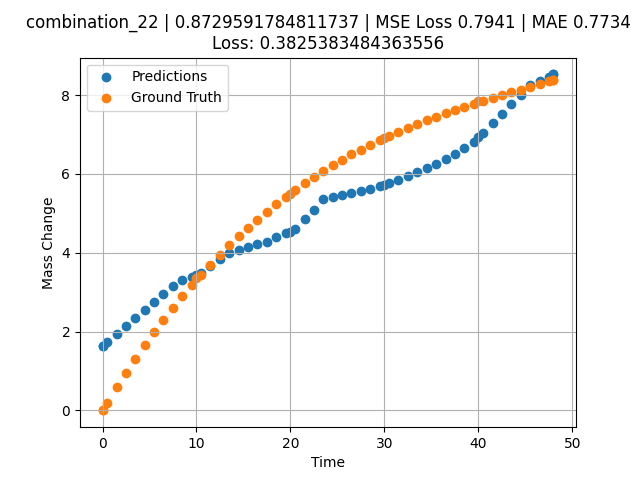 combination_22 | 0.8729591784811737 | MSE Loss 0.7941 | MAE 0.7734
Loss: 0.3825383484363556
Predictions
Ground Truth
8
6
4
2
0
Mass Change
0 10 20 30 40 50
Time